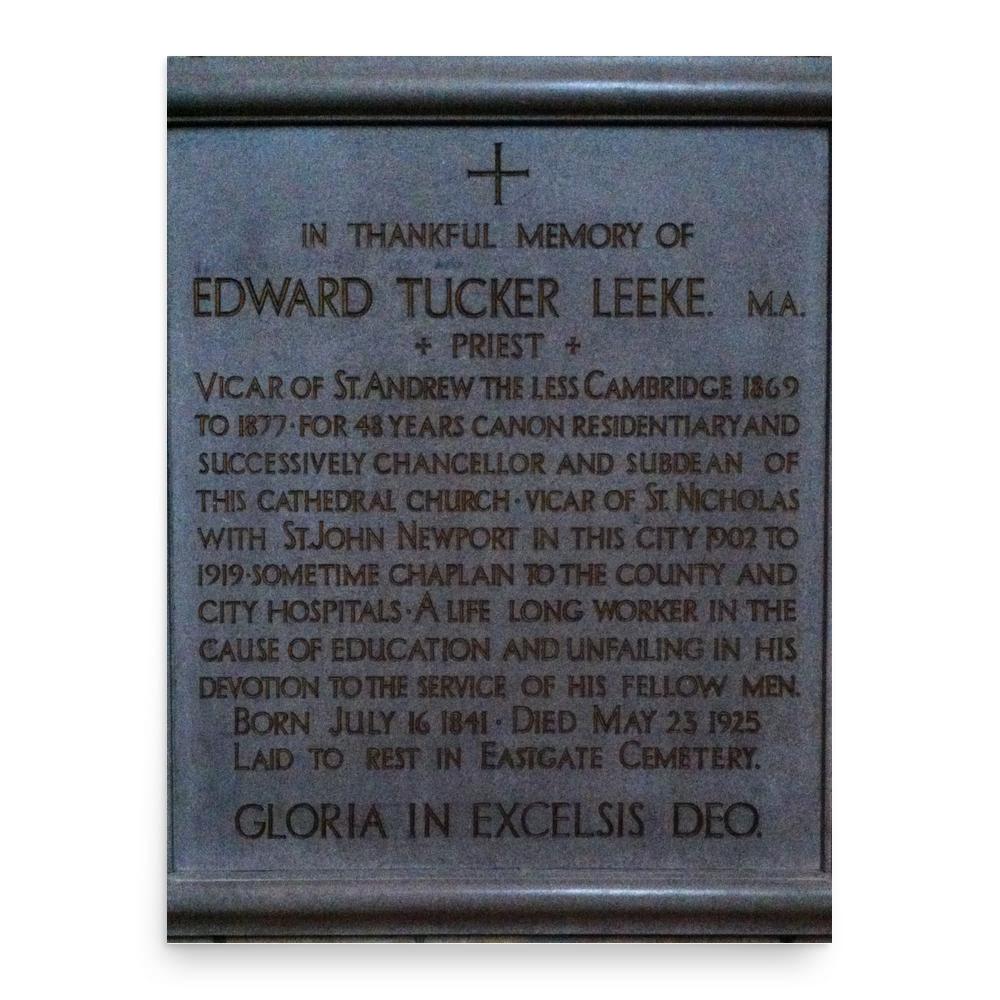 IN THANKFUL MEMORY OF
EDWARD TUCKER LEEKE. M.A.
+ PRIEST +
VICAR OF ST. ANDREW THE LESS CAMBRIDGE 1869
TO 1877·FOR 48 YEARS CANON RESIDENTIARY AND
SUCCESSIVELY CHANCELLOR AND SUBDEAN OF
THIS CATHEDRAL CHURCH·VICAR OF ST. NICHOLAS
WITH ST. JOHN NEWPORT IN THIS CITY 1902 TO
1919·SOMETIME CHAPLAIN TO THE COUNTY AND
CITY HOSPITALS·A LIFE LONG WORKER IN THE
CAUSE OF EDUCATION AND UNFAILING IN HIS
DEVOTION TO THE SERVICE OF HIS FELLOW MEN.
BORN JULY 16 1841·DIED MAY 23 1925
LAID TO REST IN EASTGATE CEMETERY.
GLORIA IN EXCELSIS DEO.